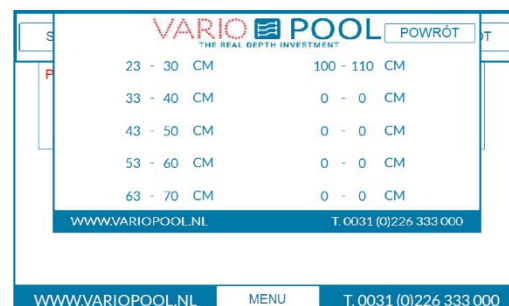 VARIO POOL
THE REAL DEPTH INVESTMENT
POWRÓT
S
P
23 - 30 CM 100 - 110 CM
33 - 40 CM 0 - 0 CM
43 - 50 CM 0 - 0 CM
53 - 60 CM 0 - 0 CM
63 - 70 CM 0 - 0 CM
WWW.VARIOPOOL.NL T. 0031 (0)226 333 000
WWW.VARIOPOOL.NL MENU T. 0031 (0)226 333 000